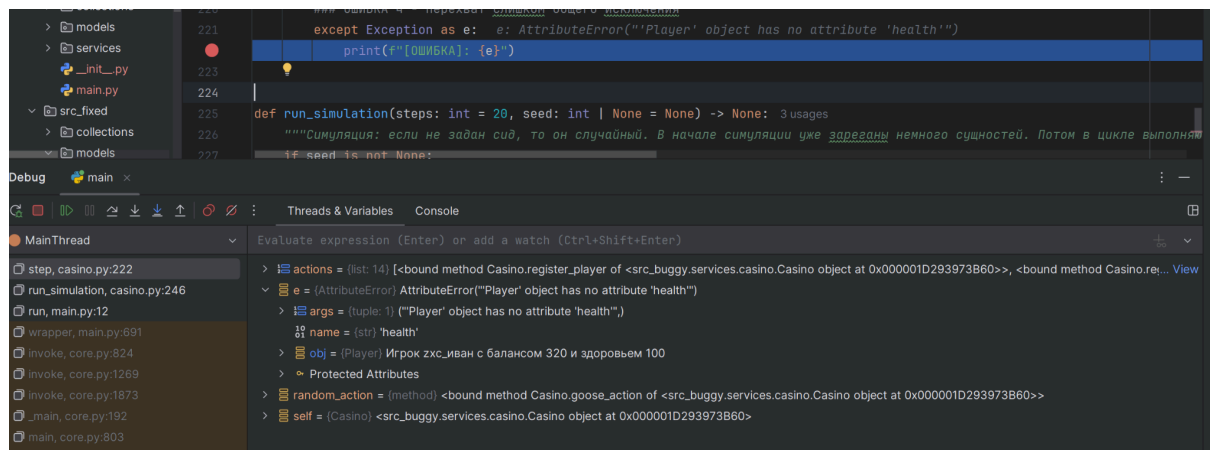 collections
models
services
__init__.py
main.py
src_fixed
collections
models
220 ### ОШИБКА 4 - перехват слишком общего исключения
221 except Exception as e: e: AttributeError("'Player' object has no attribute 'health'")
print(f"[ОШИБКА]: {e}")
223
224
225 def run_simulation(steps: int = 20, seed: int | None = None) -> None: 3 usages
226 """Симуляция: если не задан сид, то он случайный. В начале симуляции уже зареганы немного сущностей. Потом в цикле выполняю
227 if seed is not None:
Debug main
Threads & Variables Console
MainThread
Evaluate expression (Enter) or add a watch (Ctrl+Shift+Enter)
step, casino.py:222
run_simulation, casino.py:246
run, main.py:12
wrapper, main.py:691
invoke, core.py:824
invoke, core.py:1269
invoke, core.py:1873
_main, core.py:192
main, core.py:803
actions = {list: 14} [<bound method Casino.register_player of <src_buggy.services.casino.Casino object at 0x000001D293973B60>>, <bound method Casino.reg... View
e = {AttributeError} AttributeError("'Player' object has no attribute 'health'")
args = {tuple: 1} ("'Player' object has no attribute 'health'",)
name = {str} 'health'
obj = {Player} Игрок zxc_иван с балансом 320 и здоровьем 100
Protected Attributes
random_action = {method} <bound method Casino.goose_action of <src_buggy.services.casino.Casino object at 0x000001D293973B60>>
self = {Casino} <src_buggy.services.casino.Casino object at 0x000001D293973B60>